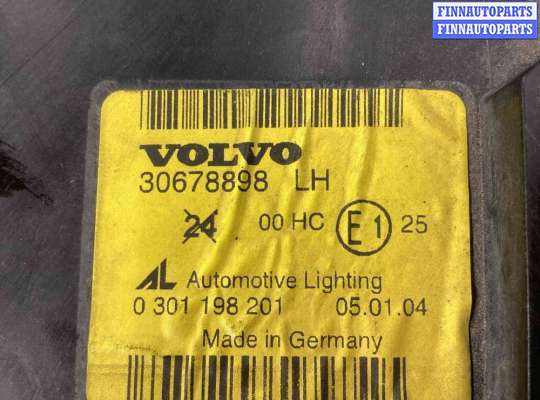 FINNAUTOPARTS
FINNAUTOPARTS
VOLVO
30678898 LH
24 00 HC E1 25
AL Automotive Lighting
0 301 198 201 05.01.04
Made in Germany